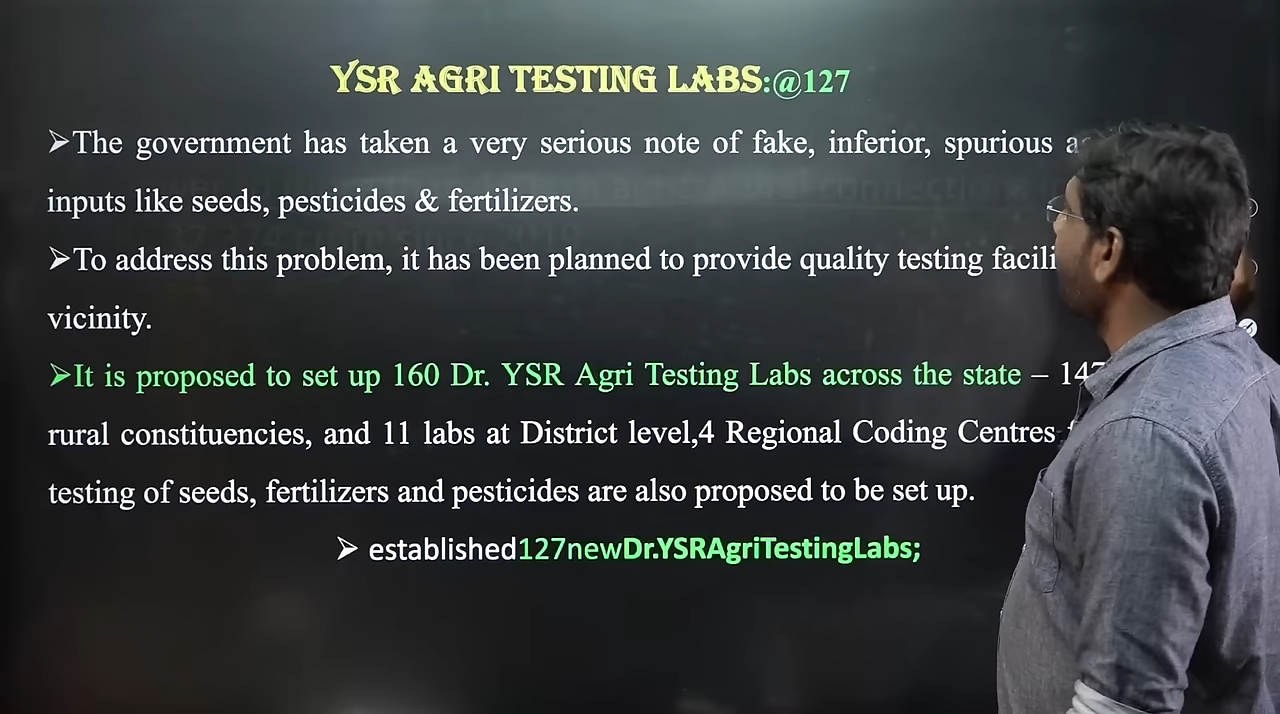 YSR AGRI TESTING LABS:@127
➢The government has taken a very serious note of fake, inferior, spurious
inputs like seeds, pesticides & fertilizers.
➢To address this problem, it has been planned to provide quality testing
vicinity.
➢It is proposed to set up 160 Dr. YSR Agri Testing Labs across the state – 147
rural constituencies, and 11 labs at District level,4 Regional Coding Centres
testing of seeds, fertilizers and pesticides are also proposed to be set up.
➢ established127newDr.YSRAgriTestingLabs;